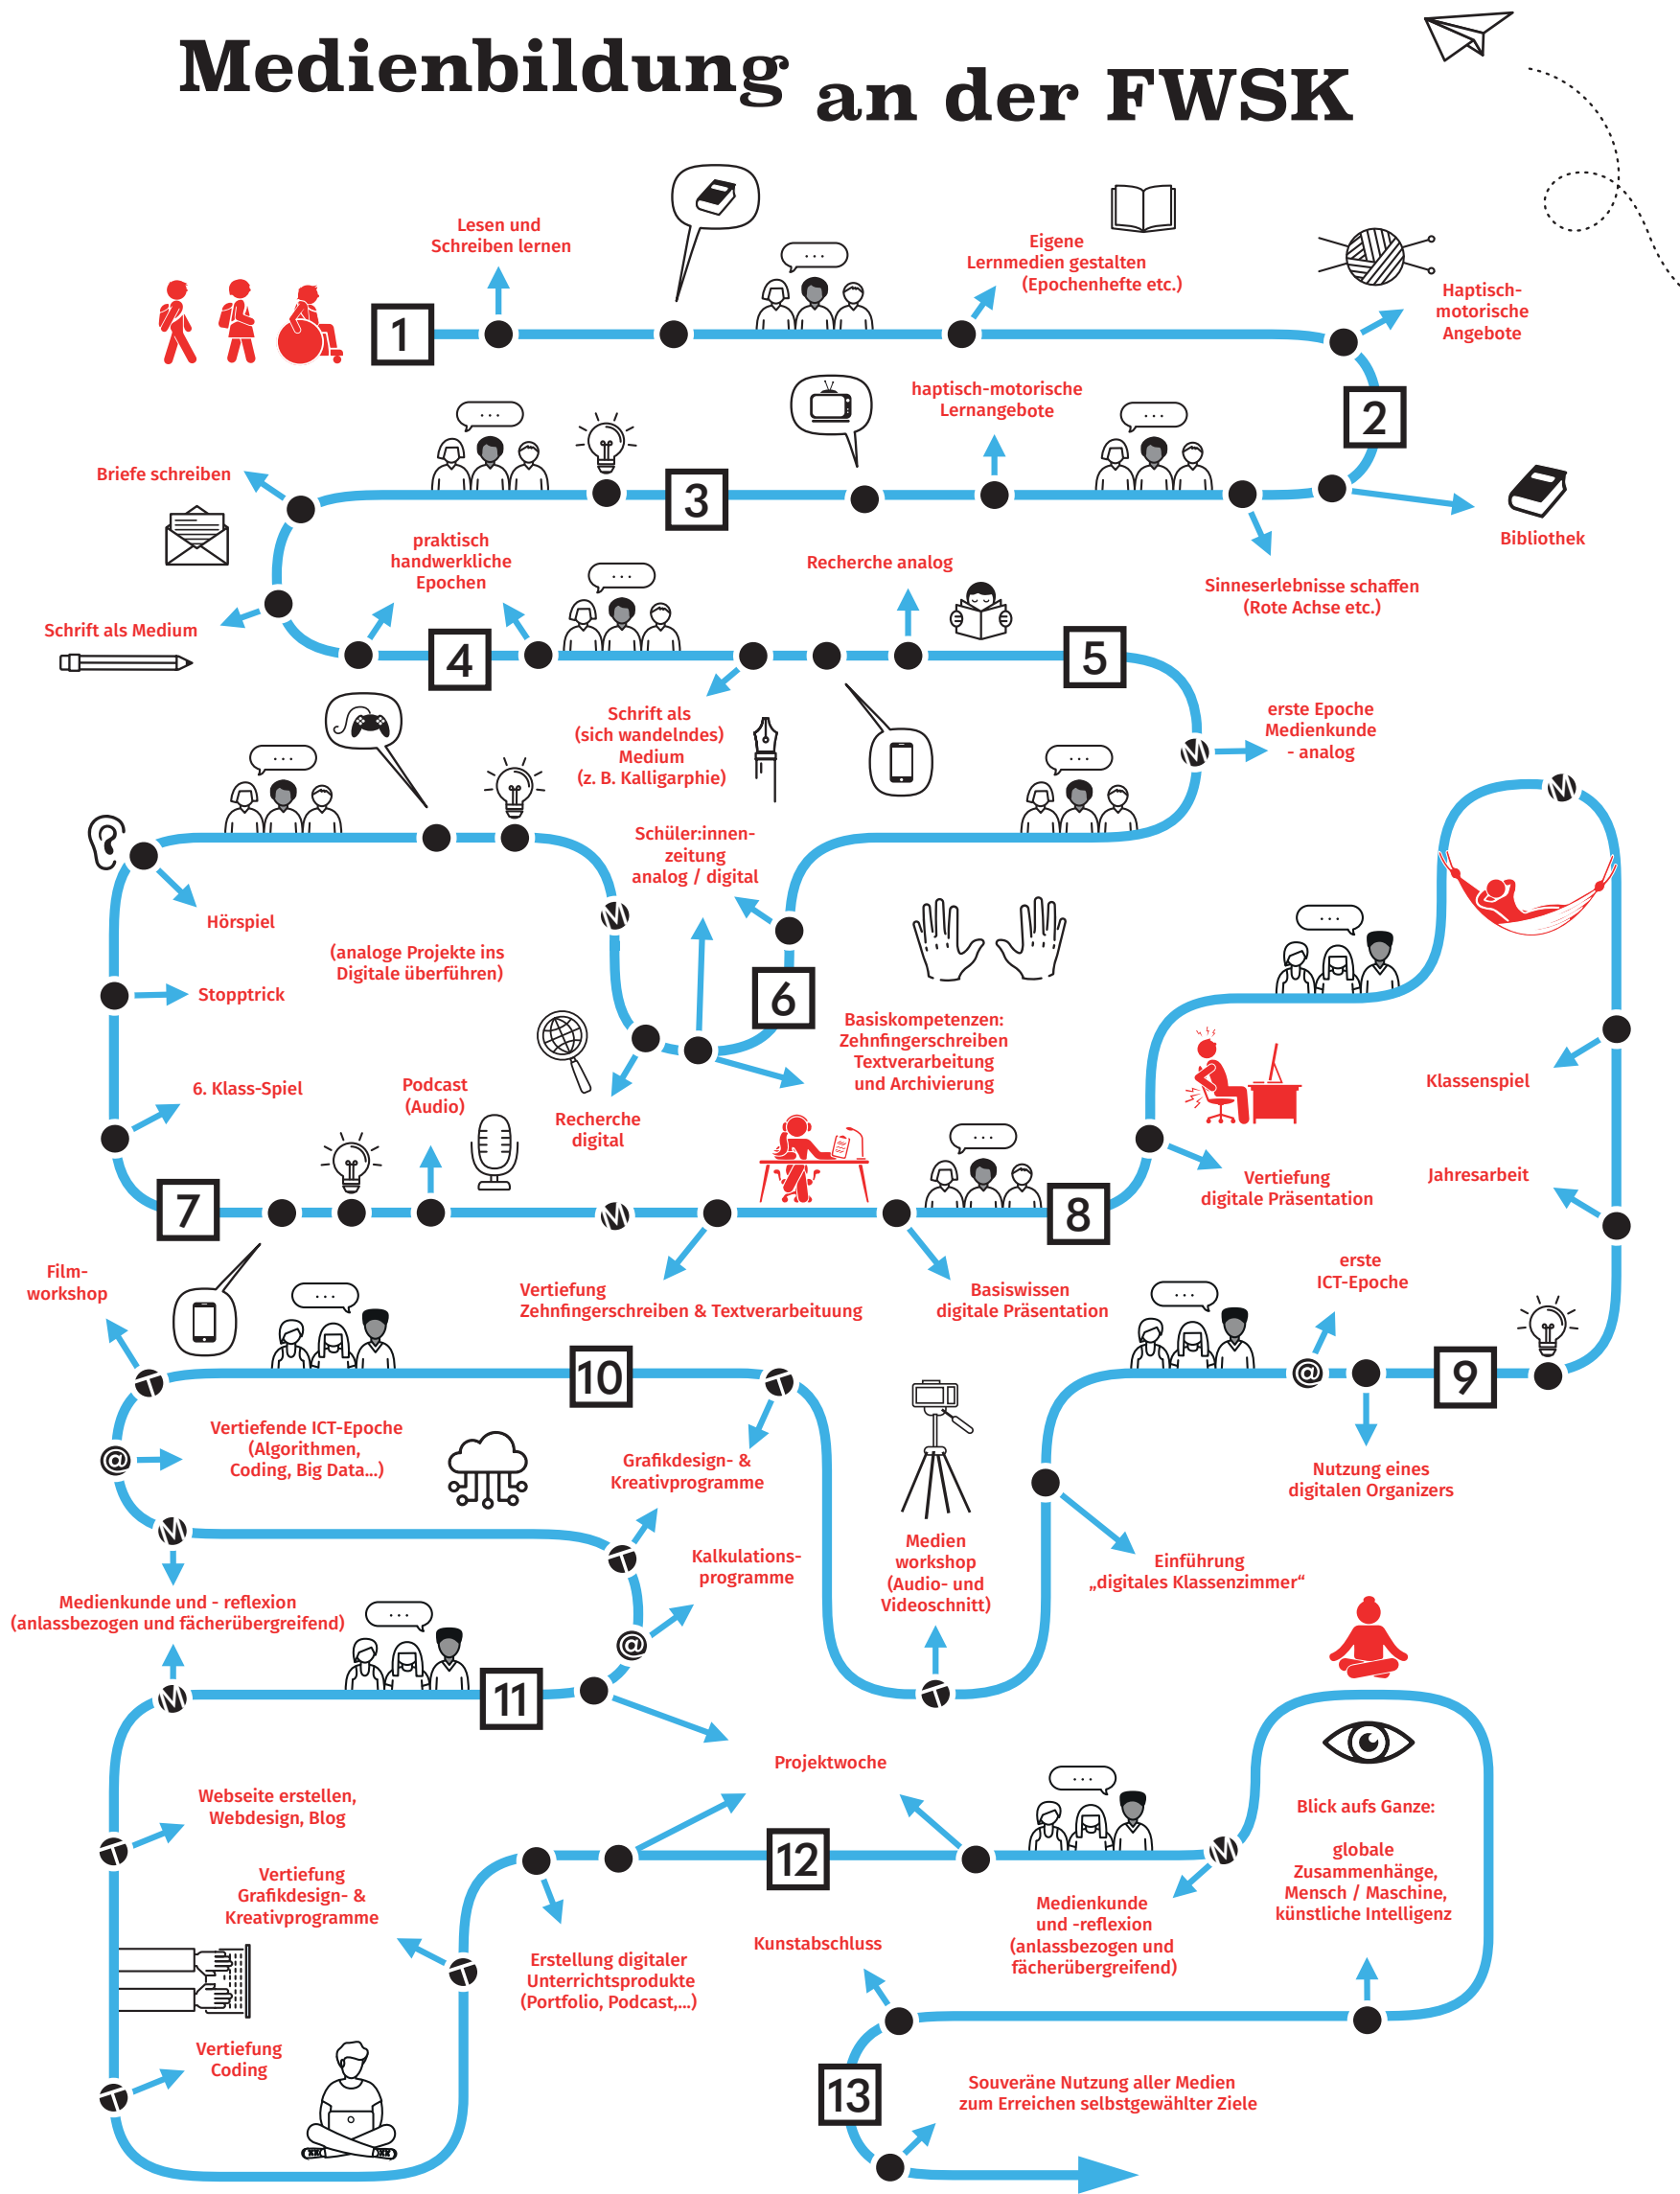 Medienbildung an der FWSK
Lesen und
Schreiben lernen
Eigene
Lernmedien gestalten
(Epochenhefte etc.)
Haptisch-
motorische
Angebote
1
2
haptisch-motorische
Lernangebote
...
3
Briefe schreiben
Bibliothek
Sinneserlebnisse schaffen
(Rote Achse etc.)
praktisch
handwerkliche
Epochen
Recherche analog
Schrift als Medium
4
5
Schrift als
(sich wandelndes)
Medium
(z. B. Kalligarphie)
erste Epoche
Medienkunde
- analog
M
Schüler:innen-
zeitung
analog / digital
6
Basiskompetenzen:
Zehnfingerschreiben
Textverarbeitung
und Archivierung
Recherche
digital
M
(analoge Projekte ins
Digitale überführen)
Hörspiel
Stopptrick
6. Klass-Spiel
7
Podcast
(Audio)
M
Vertiefung
Zehnfingerschreiben & Textverarbeituung
Basiswissen
digitale Präsentation
8
Vertiefung
digitale Präsentation
M
Klassenspiel
Jahresarbeit
9
Nutzung eines
digitalen Organizers
@
erste
ICT-Epoche
Einführung
„digitales Klassenzimmer“
T
Medien
workshop
(Audio- und
Videoschnitt)
T
Grafikdesign- &
Kreativprogramme
10
T
Film-
workshop
@
Vertiefende ICT-Epoche
(Algorithmen,
Coding, Big Data...)
M
Medienkunde und - reflexion
(anlassbezogen und fächerübergreifend)
T
@
Kalkulations-
programme
Projektwoche
11
M
T
Webseite erstellen,
Webdesign, Blog
T
Vertiefung
Coding
T
Vertiefung
Grafikdesign- &
Kreativprogramme
Erstellung digitaler
Unterrichtsprodukte
(Portfolio, Podcast,...)
12
M
Medienkunde
und -reflexion
(anlassbezogen und
fächerübergreifend)
Blick aufs Ganze:
globale
Zusammenhänge,
Mensch / Maschine,
künstliche Intelligenz
Kunstabschluss
13
Souveräne Nutzung aller Medien
zum Erreichen selbstgewählter Ziele